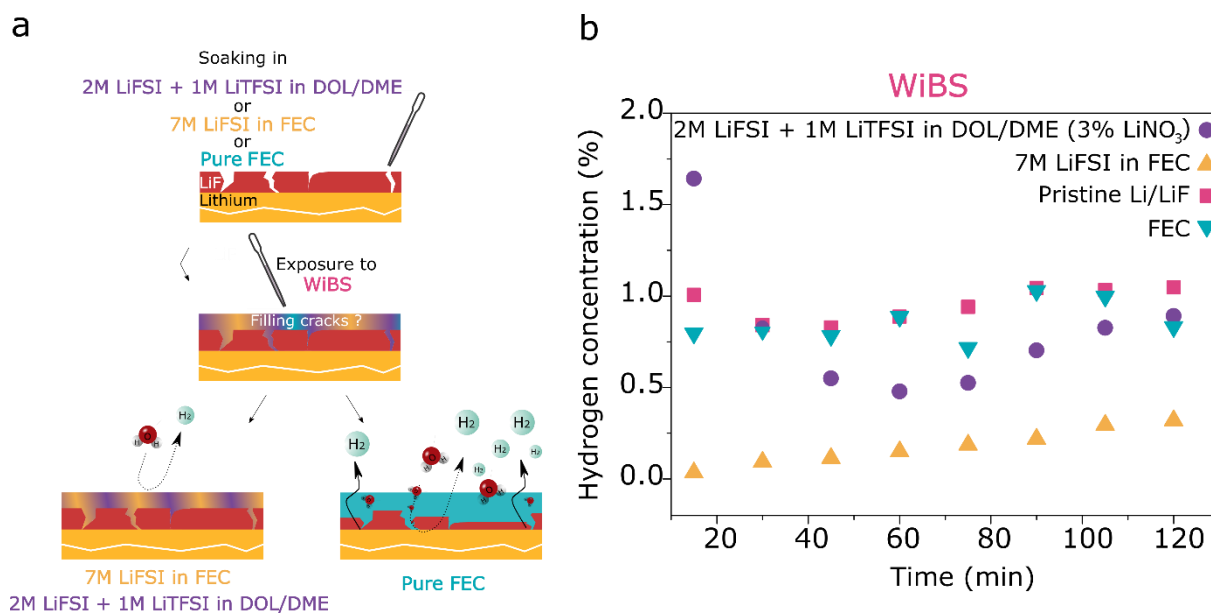 a
Soaking in
2M LiFSI + 1M LiTFSI in DOL/DME
or
7M LiFSI in FEC
or
Pure FEC
LiF
Lithium
Exposure to
WiBS
Filling cracks ?
H₂
O
H H
H₂
H₂
H₂
H₂
H₂
H₂
7M LiFSI in FEC
2M LiFSI + 1M LiTFSI in DOL/DME
Pure FEC
b
WiBS
2M LiFSI + 1M LiTFSI in DOL/DME (3% LiNO₃)
7M LiFSI in FEC
Pristine Li/LiF
FEC
Hydrogen concentration (%)
2.0
1.5
1.0
0.5
0.0
20 40 60 80 100 120
Time (min)